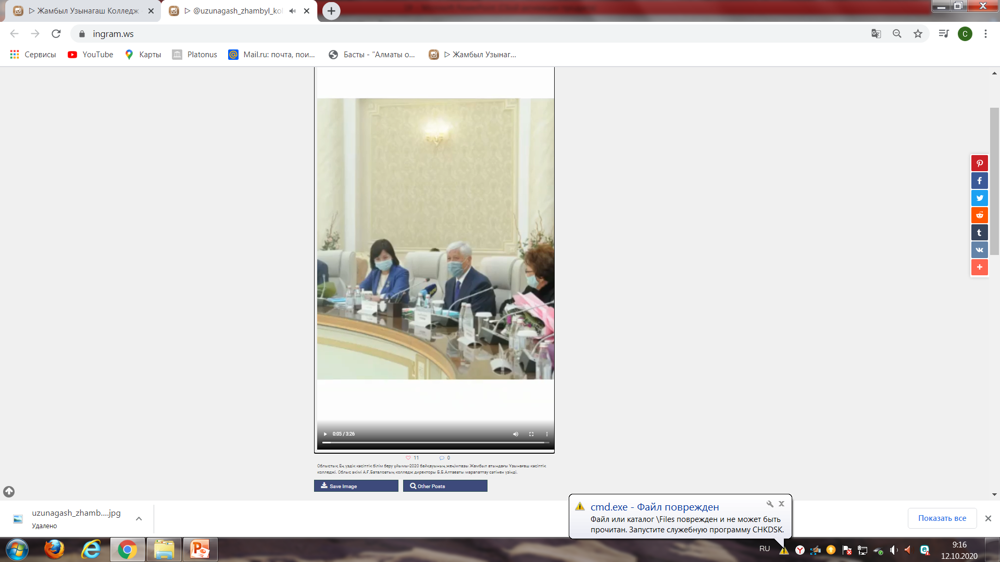 ᐅ Жамбыл Узынагаш Колледж
ᐅ @uzunagash_zhambyl_kol
ingram.ws
Сервисы
YouTube
Карты
Platonus
Mail.ru: почта, пои...
Басты - "Алматы о...
ᐅ Жамбыл Узынаг...
0:05 / 3:26
11
0
Облыстық Ең үздік кәсіптік білім беру ұйымы-2020 байқауының жеңімпазы Жамбыл атындағы Ұзынағаш кәсіптік
колледжі. Облыс әкімі А.Ғ.Баталовтың колледж директоры Б.Б.Алтаевты марапаттау сәтінен үзінді.
Save Image
Other Posts
uzunagash_zhamb....jpg
Удалено
cmd.exe - Файл поврежден
Файл или каталог \Files поврежден и не может быть
прочитан. Запустите служебную программу CHKDSK.
Показать все
RU
9:16
12.10.2020